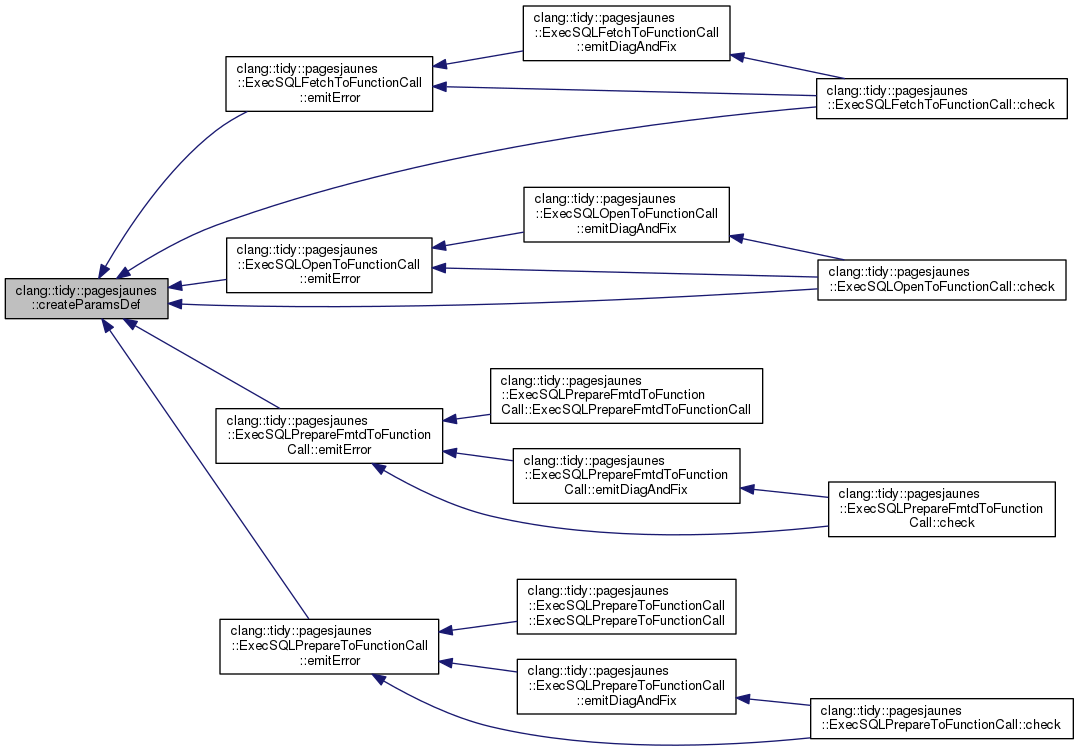 clang::tidy::pagesjaunes
::ExecSQLFetchToFunctionCall
::emitDiagAndFix
clang::tidy::pagesjaunes
::ExecSQLFetchToFunctionCall
::emitError
clang::tidy::pagesjaunes
::ExecSQLFetchToFunctionCall::check
clang::tidy::pagesjaunes
::ExecSQLOpenToFunctionCall
::emitDiagAndFix
clang::tidy::pagesjaunes
::ExecSQLOpenToFunctionCall
::emitError
clang::tidy::pagesjaunes
::ExecSQLOpenToFunctionCall::check
clang::tidy::pagesjaunes
::createParamsDef
clang::tidy::pagesjaunes
::ExecSQLPrepareFmtdToFunction
Call::ExecSQLPrepareFmtdToFunctionCall
clang::tidy::pagesjaunes
::ExecSQLPrepareFmtdToFunction
Call::emitError
clang::tidy::pagesjaunes
::ExecSQLPrepareFmtdToFunction
Call::emitDiagAndFix
clang::tidy::pagesjaunes
::ExecSQLPrepareFmtdToFunction
Call::check
clang::tidy::pagesjaunes
::ExecSQLPrepareToFunctionCall
::ExecSQLPrepareToFunctionCall
clang::tidy::pagesjaunes
::ExecSQLPrepareToFunctionCall
::emitError
clang::tidy::pagesjaunes
::ExecSQLPrepareToFunctionCall
::emitDiagAndFix
clang::tidy::pagesjaunes
::ExecSQLPrepareToFunctionCall::check